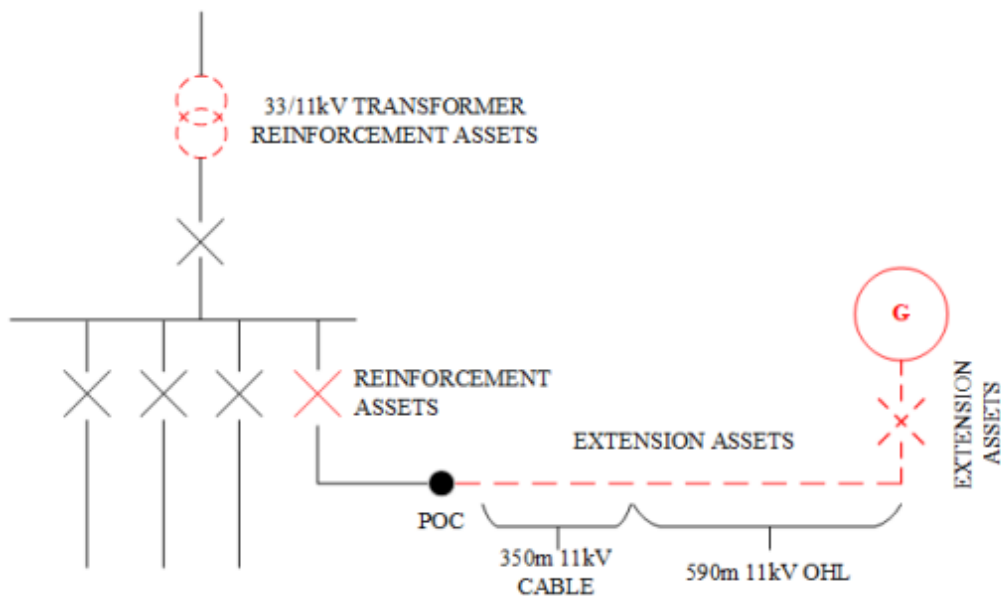 33/11kV TRANSFORMER
REINFORCEMENT ASSETS
G
REINFORCEMENT
ASSETS
EXTENSION ASSETS
EXTENSION
ASSETS
POC
350m 11kV
CABLE
590m 11kV OHL